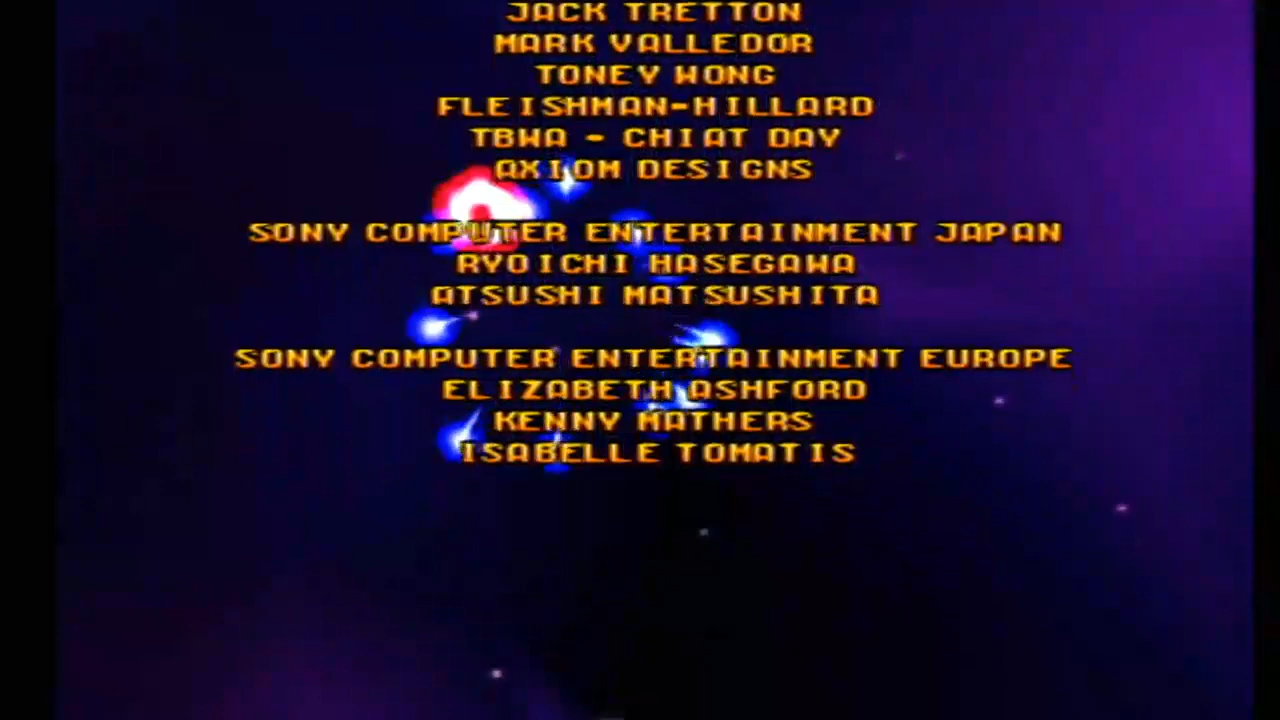 JACK TRETTON
MARK VALLEDOR
TONEY WONG
FLEISHMAN-HILLARD
TBWA - CHIAT DAY
AXIOM DESIGNS
SONY COMPUTER ENTERTAINMENT JAPAN
RYOICHI HASEGAWA
ATSUSHI MATSUSHITA
SONY COMPUTER ENTERTAINMENT EUROPE
ELIZABETH ASHFORD
KENNY MATHERS
ISABELLE TOMATIS